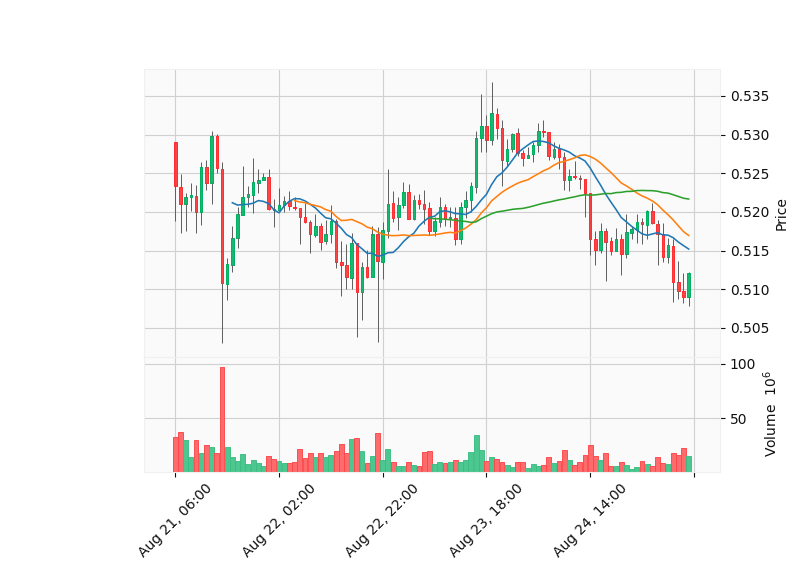 0.535
0.530
0.525
0.520
0.515
0.510
0.505
Price
100
50
Volume 10^6
Aug 21, 06:00
Aug 22, 02:00
Aug 22, 22:00
Aug 23, 18:00
Aug 24, 14:00